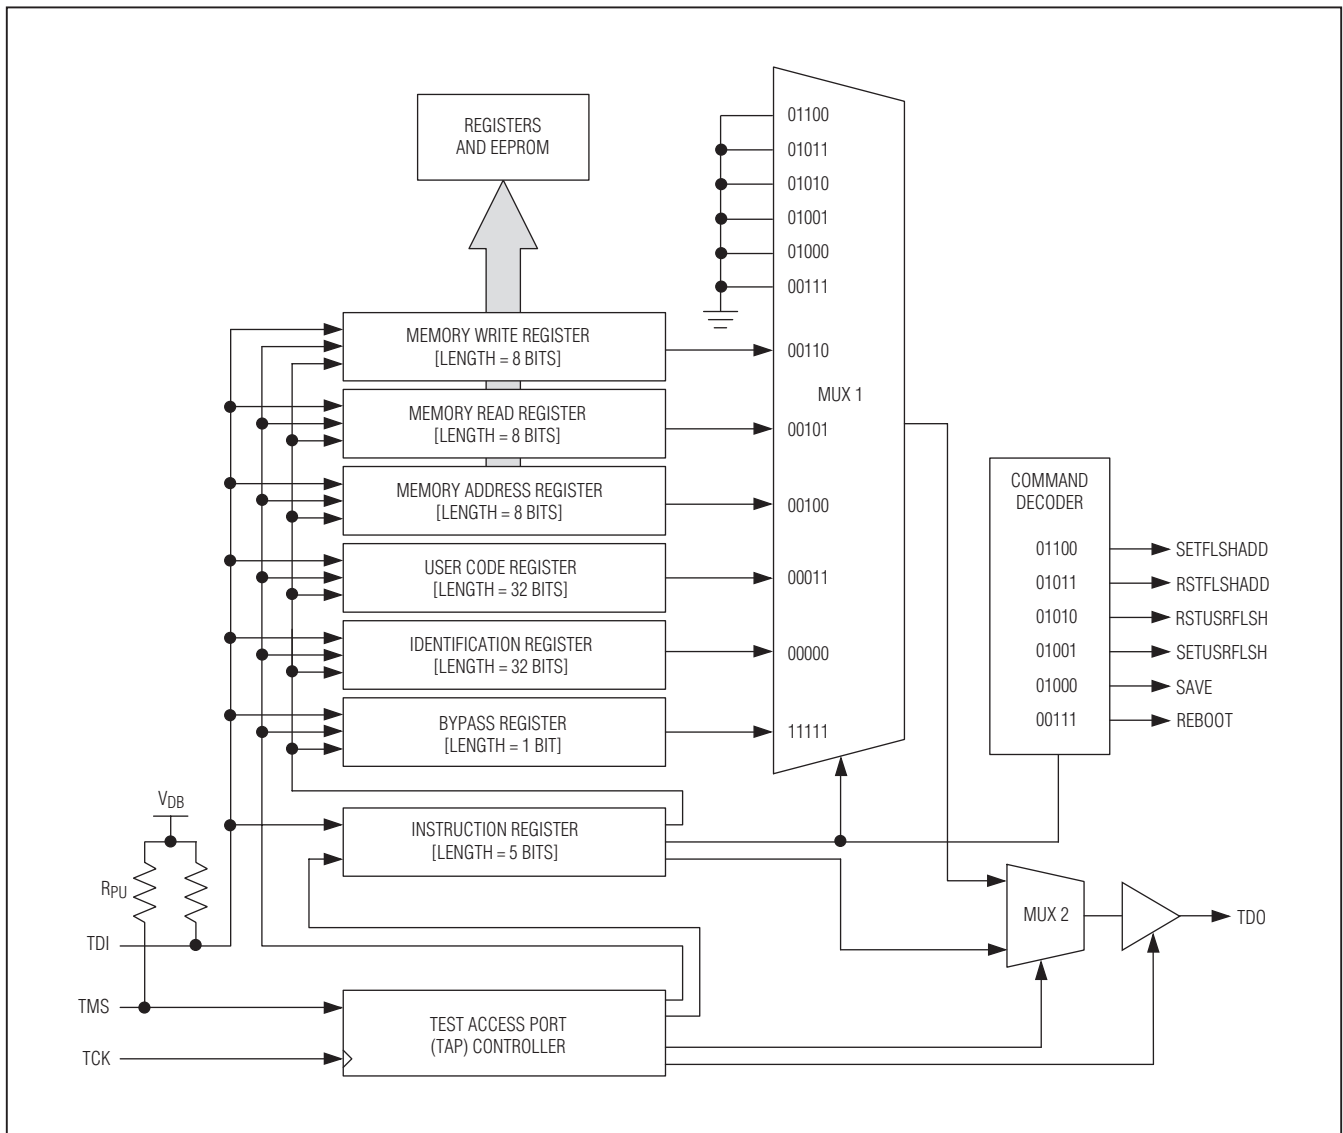 REGISTERS
AND EEPROM
01100
01011
01010
01001
01000
00111
MEMORY WRITE REGISTER
[LENGTH = 8 BITS]
00110
MUX 1
MEMORY READ REGISTER
[LENGTH = 8 BITS]
00101
MEMORY ADDRESS REGISTER
[LENGTH = 8 BITS]
00100
USER CODE REGISTER
[LENGTH = 32 BITS]
00011
IDENTIFICATION REGISTER
[LENGTH = 32 BITS]
00000
BYPASS REGISTER
[LENGTH = 1 BIT]
11111
COMMAND
DECODER
01100
SETFLSHADD
01011
RSTFLSHADD
01010
RSTUSRFLSH
01001
SETUSRFLSH
01000
SAVE
00111
REBOOT
VDB
INSTRUCTION REGISTER
[LENGTH = 5 BITS]
RPU
MUX 2
TDO
TDI
TMS
TEST ACCESS PORT
(TAP) CONTROLLER
TCK